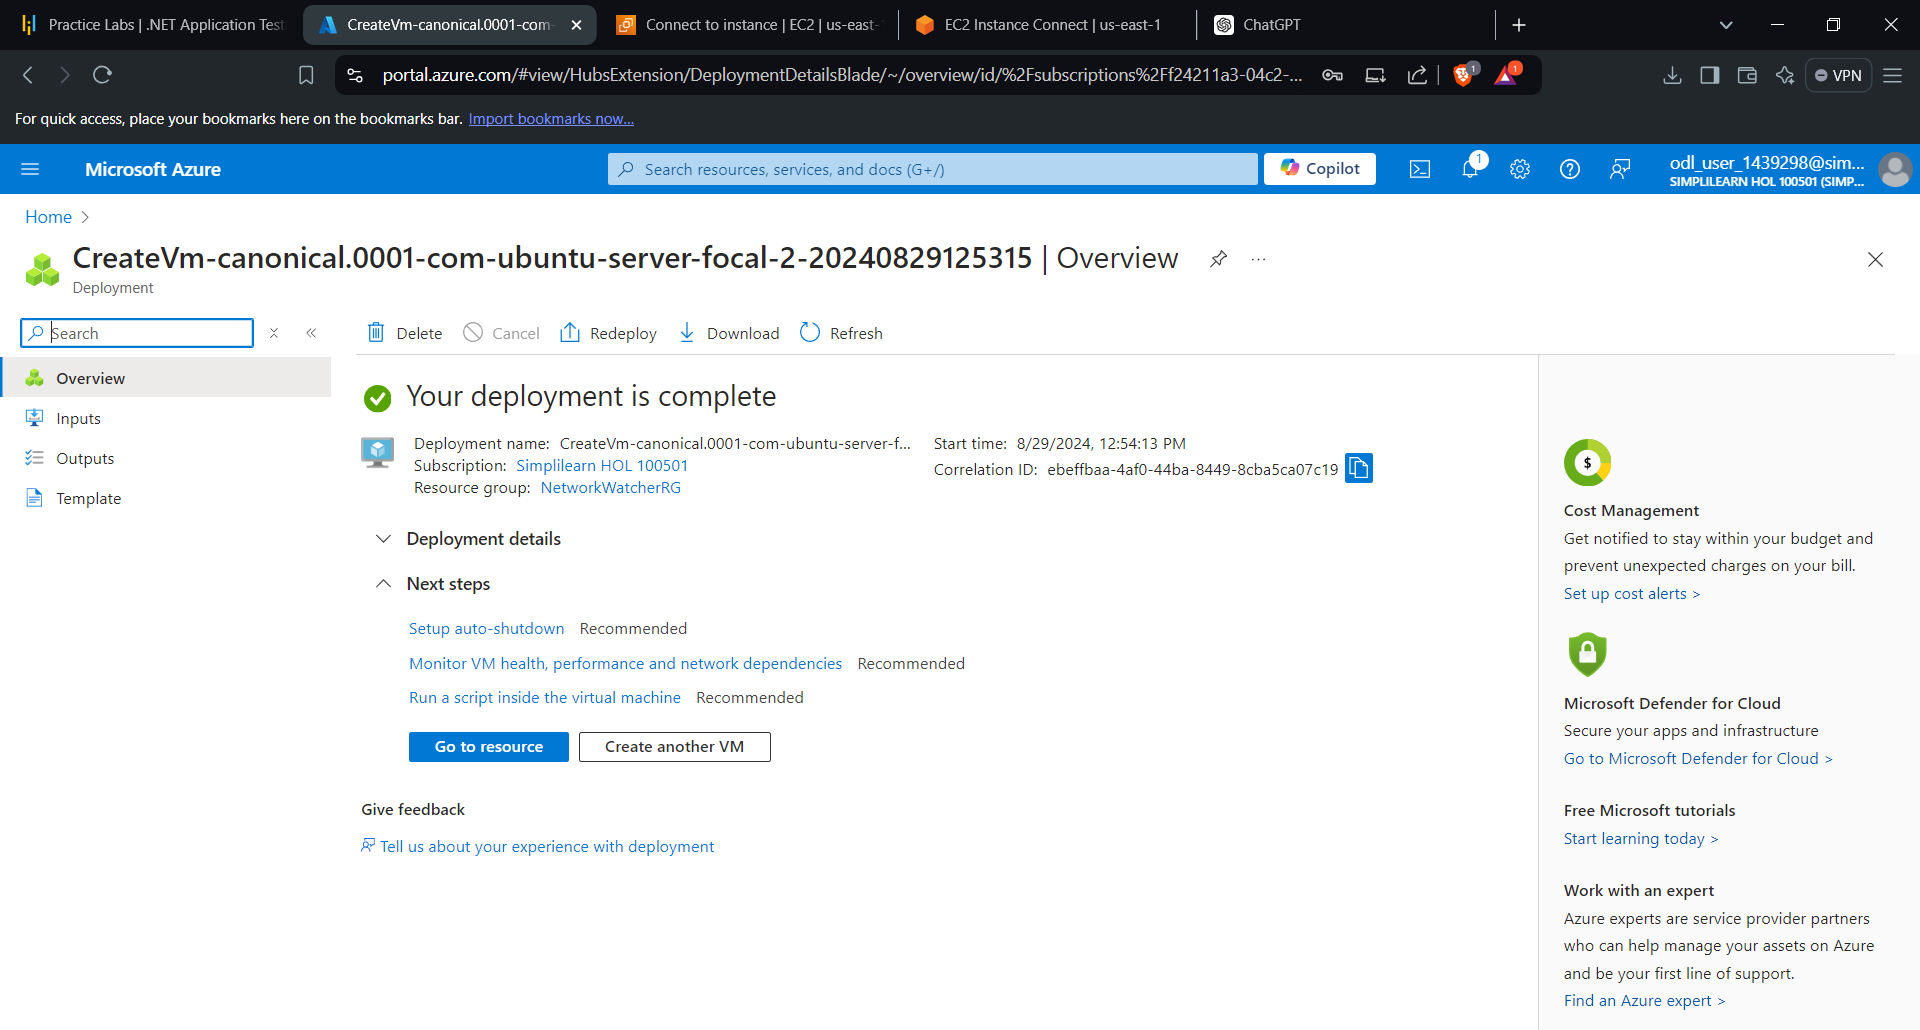 Practice Labs | .NET Application Test
CreateVm-canonical.0001-com-
Connect to instance | EC2 | us-east-
EC2 Instance Connect | us-east-1
ChatGPT
portal.azure.com/#view/HubsExtension/DeploymentDetailsBlade/~/overview/id/%2Fsubscriptions%2Ff24211a3-04c2-...
1
1
VPN
For quick access, place your bookmarks here on the bookmarks bar. Import bookmarks now...
Microsoft Azure
Search resources, services, and docs (G+/)
Copilot
1
odl_user_1439298@sim...
SIMPLILEARN HOL 100501 (SIMP...
Home
CreateVm-canonical.0001-com-ubuntu-server-focal-2-20240829125315 | Overview
...
Deployment
Search
Delete
Cancel
Redeploy
Download
Refresh
Overview
Inputs
Outputs
Template
Your deployment is complete
Deployment name: CreateVm-canonical.0001-com-ubuntu-server-f...
Subscription: Simplilearn HOL 100501
Resource group: NetworkWatcherRG
Start time: 8/29/2024, 12:54:13 PM
Correlation ID: ebeffbaa-4af0-44ba-8449-8cba5ca07c19
Deployment details
Next steps
Setup auto-shutdown Recommended
Monitor VM health, performance and network dependencies Recommended
Run a script inside the virtual machine Recommended
Go to resource
Create another VM
Give feedback
Tell us about your experience with deployment
$
Cost Management
Get notified to stay within your budget and
prevent unexpected charges on your bill.
Set up cost alerts >
Microsoft Defender for Cloud
Secure your apps and infrastructure
Go to Microsoft Defender for Cloud >
Free Microsoft tutorials
Start learning today >
Work with an expert
Azure experts are service provider partners
who can help manage your assets on Azure
and be your first line of support.
Find an Azure expert >